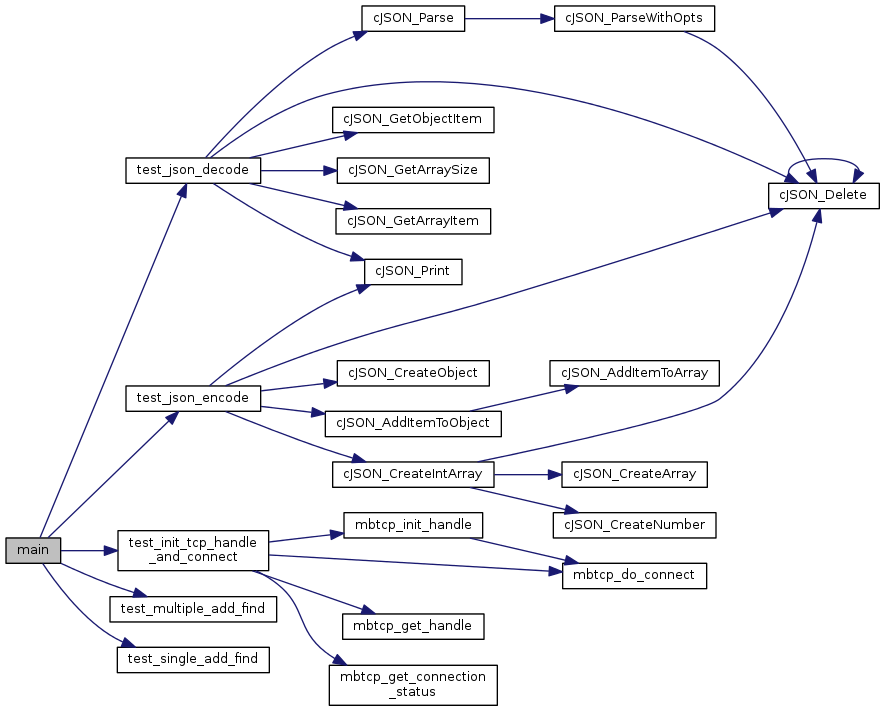 cJSON_Parse
cJSON_ParseWithOpts
cJSON_GetObjectItem
test_json_decode
cJSON_GetArraySize
cJSON_Delete
cJSON_GetArrayItem
cJSON_Print
cJSON_CreateObject
cJSON_AddItemToArray
test_json_encode
cJSON_AddItemToObject
cJSON_CreateIntArray
cJSON_CreateArray
cJSON_CreateNumber
mbtcp_init_handle
main
test_init_tcp_handle
_and_connect
mbtcp_do_connect
test_multiple_add_find
mbtcp_get_handle
test_single_add_find
mbtcp_get_connection
_status